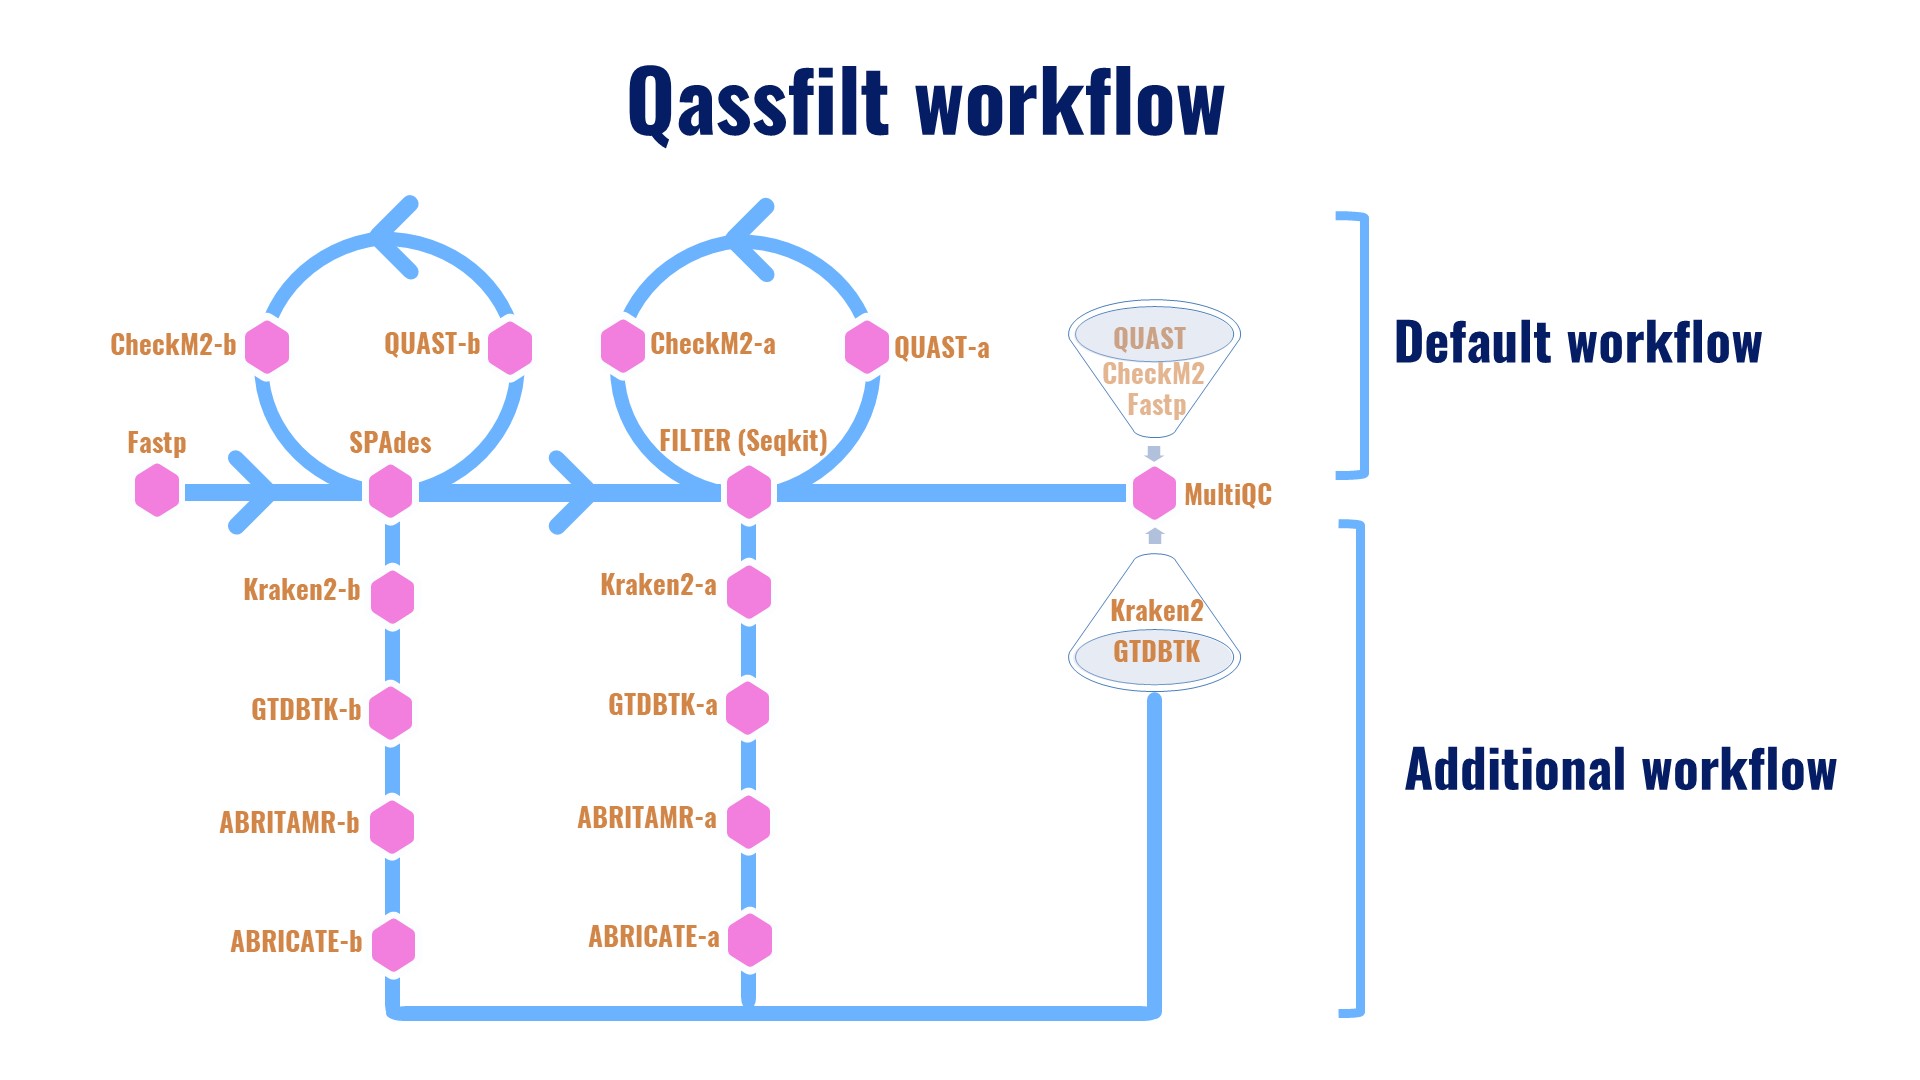 Qassfilt workflow
CheckM2-b
QUAST-b
CheckM2-a
QUAST-a
QUAST
CheckM2
Fastp
Default workflow
Fastp
SPAdes
FILTER (Seqkit)
MultiQC
Kraken2-b
Kraken2-a
Kraken2
GTDBTK
GTDBTK-b
GTDBTK-a
Additional workflow
ABRITAMR-b
ABRITAMR-a
ABRICATE-b
ABRICATE-a